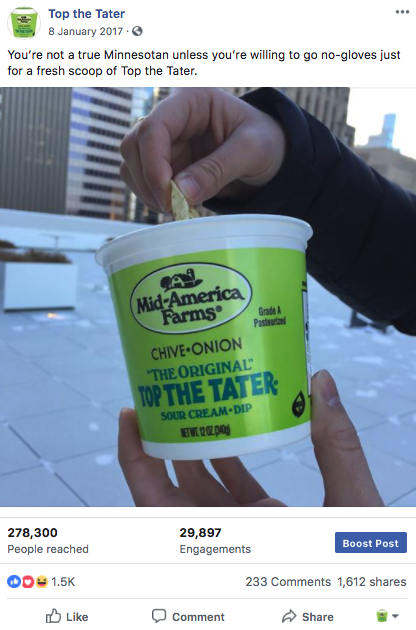 Top the Tater
8 January 2017 ·
You're not a true Minnesotan unless you're willing to go no-gloves just
for a fresh scoop of Top the Tater.
Mid-America
Farms®
Grade A
Pasteurized
CHIVE•ONION
"THE ORIGINAL"
TOP THE TATER®
SOUR CREAM•DIP
NET WT. 12 OZ. (340g)
278,300
People reached
29,897
Engagements
Boost Post
1.5K
233 Comments 1,612 shares
Like
Comment
Share